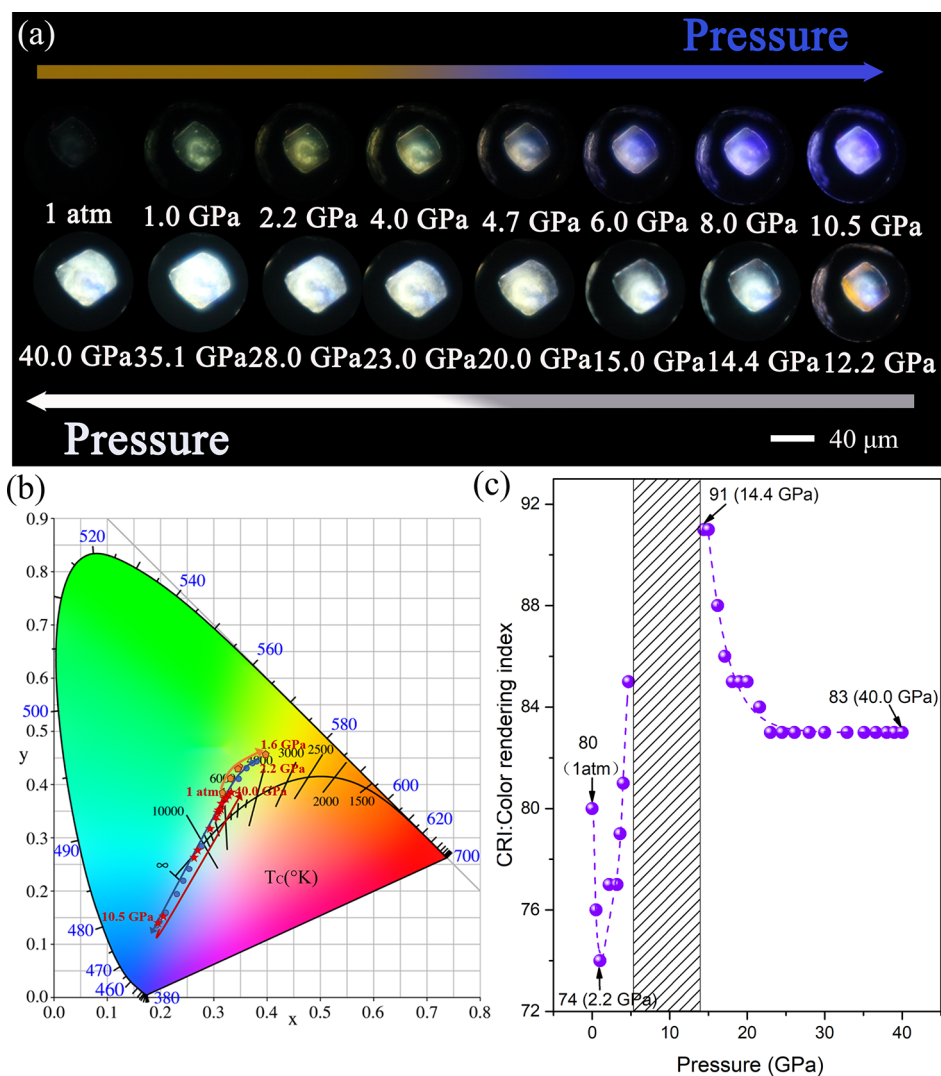 (a)
Pressure
1 atm 1.0 GPa 2.2 GPa 4.0 GPa 4.7 GPa 6.0 GPa 8.0 GPa 10.5 GPa
40.0 GPa 35.1 GPa 28.0 GPa 23.0 GPa 20.0 GPa 15.0 GPa 14.4 GPa 12.2 GPa
Pressure
40 μm
(b)
0.9
0.8
0.7
0.6
0.5
0.4
0.3
0.2
0.1
0.0
y
0.0 0.1 0.2 0.3 0.4 0.5 0.6 0.7 0.8
x
520
540
560
580
600
620
700
500
490
480
470
460
380
1.6 GPa
2.2 GPa
1 atm
40.0 GPa
10.5 GPa
3000
2500
2000
1500
10000
∞
Tc(°K)
(c)
92
88
84
80
76
72
CRI:Color rendering index
91 (14.4 GPa)
83 (40.0 GPa)
80
(1atm)
74 (2.2 GPa)
0 10 20 30 40
Pressure (GPa)